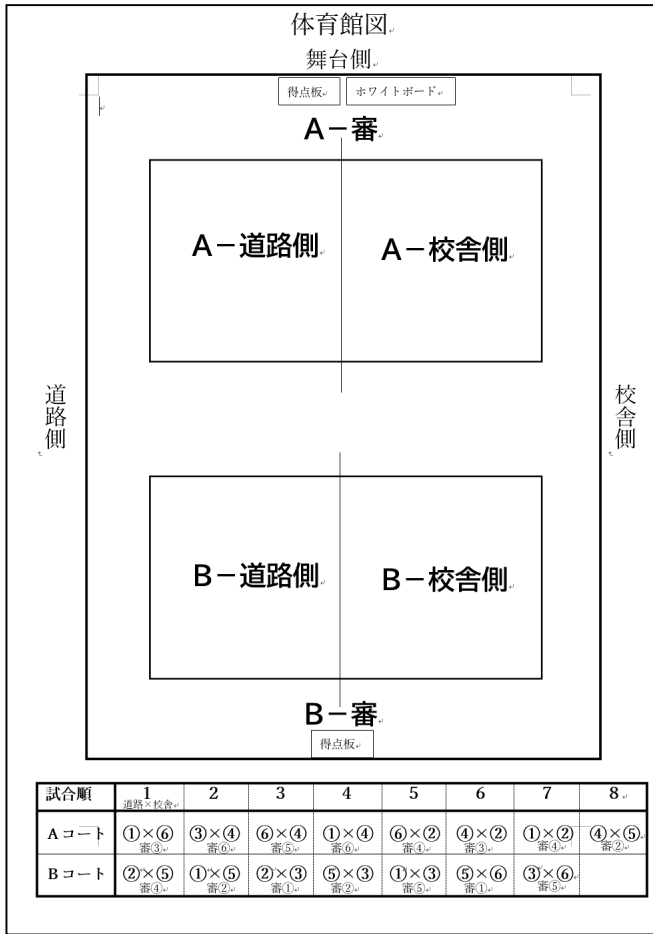 体育館図
舞台側
得点板 ホワイトボード
A－審
A－道路側 A－校舎側
道路側
校舎側
B－道路側 B－校舎側
B－審
得点板
試合順 1 2 3 4 5 6 7 8
道路×校舎
Aコート ①×⑥ ③×④ ⑥×④ ①×④ ⑥×② ④×② ①×② ④×⑤
審③ 審⑥ 審⑤ 審⑥ 審④ 審③ 審④ 審②
Bコート ②×⑤ ①×⑤ ②×③ ⑤×③ ①×③ ⑤×⑥ ③×⑥
審④ 審② 審① 審② 審⑤ 審① 審⑤